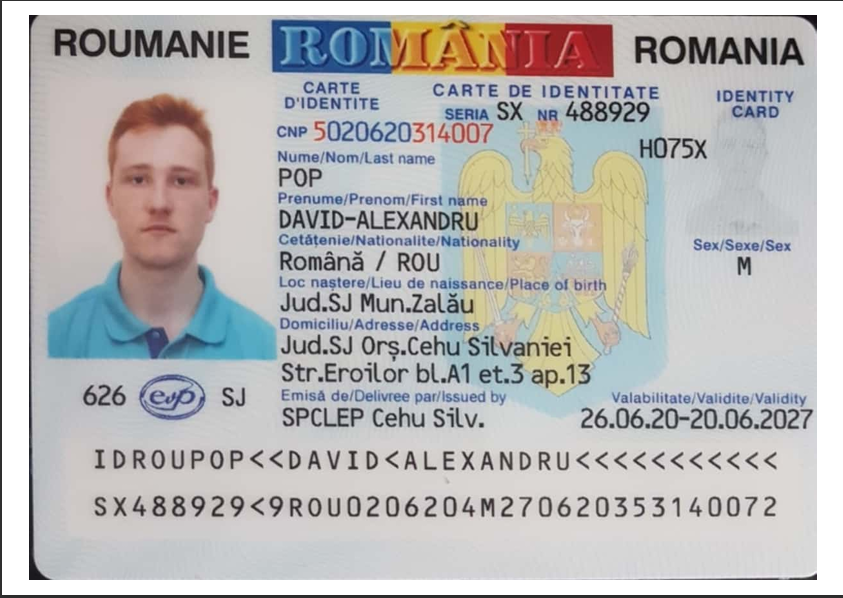 ROUMANIE ROMÂNIA ROMANIA
CARTE D'IDENTITE CARTE DE IDENTITATE IDENTITY CARD
SERIA SX NR 488929
CNP 5020620314007
H075X
Nume/Nom/Last name
POP
Prenume/Prenom/First name
DAVID-ALEXANDRU
Cetățenie/Nationalite/Nationality
Română / ROU
Sex/Sexe/Sex
M
Loc naștere/Lieu de naissance/Place of birth
Jud.SJ Mun.Zalău
Domiciliu/Adresse/Address
Jud.SJ Orș.Cehu Silvaniei
Str.Eroilor bl.A1 et.3 ap.13
Emisă de/Delivree par/Issued by Valabilitate/Validite/Validity
SPCLEP Cehu Silv. 26.06.20-20.06.2027
626 evp SJ
IDROUPOP<<DAVID<ALEXANDRU<<<<<<<<<<<
SX488929<9ROU0206204M270620353140072